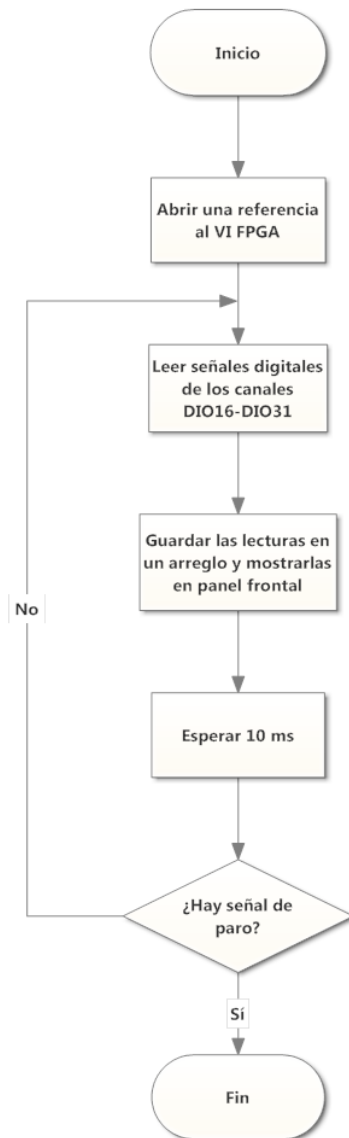 Inicio
Abrir una referencia
al VI FPGA
Leer señales digitales
de los canales
DIO16-DIO31
Guardar las lecturas en
un arreglo y mostrarlas
en panel frontal
No
Esperar 10 ms
¿Hay señal de
paro?
Sí
Fin